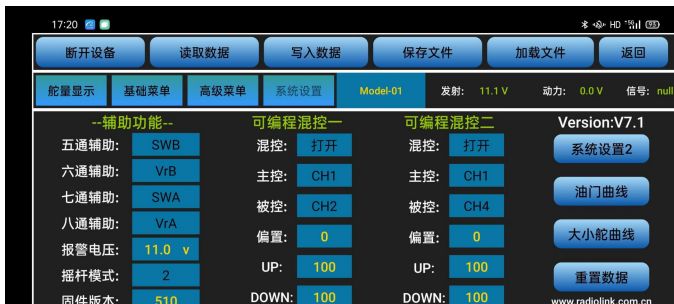 17:20 HD 5G 93
断开设备 读取数据 写入数据 保存文件 加载文件 返回
舵量显示 基础菜单 高级菜单 系统设置 Model-01 发射: 11.1 V 动力: 0.0 V 信号: null
--辅助功能-- 可编程混控一 可编程混控二 Version:V7.1
五通辅助: SWB 混控: 打开 混控: 打开 系统设置2
六通辅助: VrB 主控: CH1 主控: CH1
七通辅助: SWA 被控: CH2 被控: CH4 油门曲线
八通辅助: VrA 偏置: 0 偏置: 0 大小舵曲线
报警电压: 11.0 v
摇杆模式: 2 UP: 100 UP: 100 重置数据
固件版本: 510 DOWN: 100 DOWN: 100 www.radiolink.com.cn